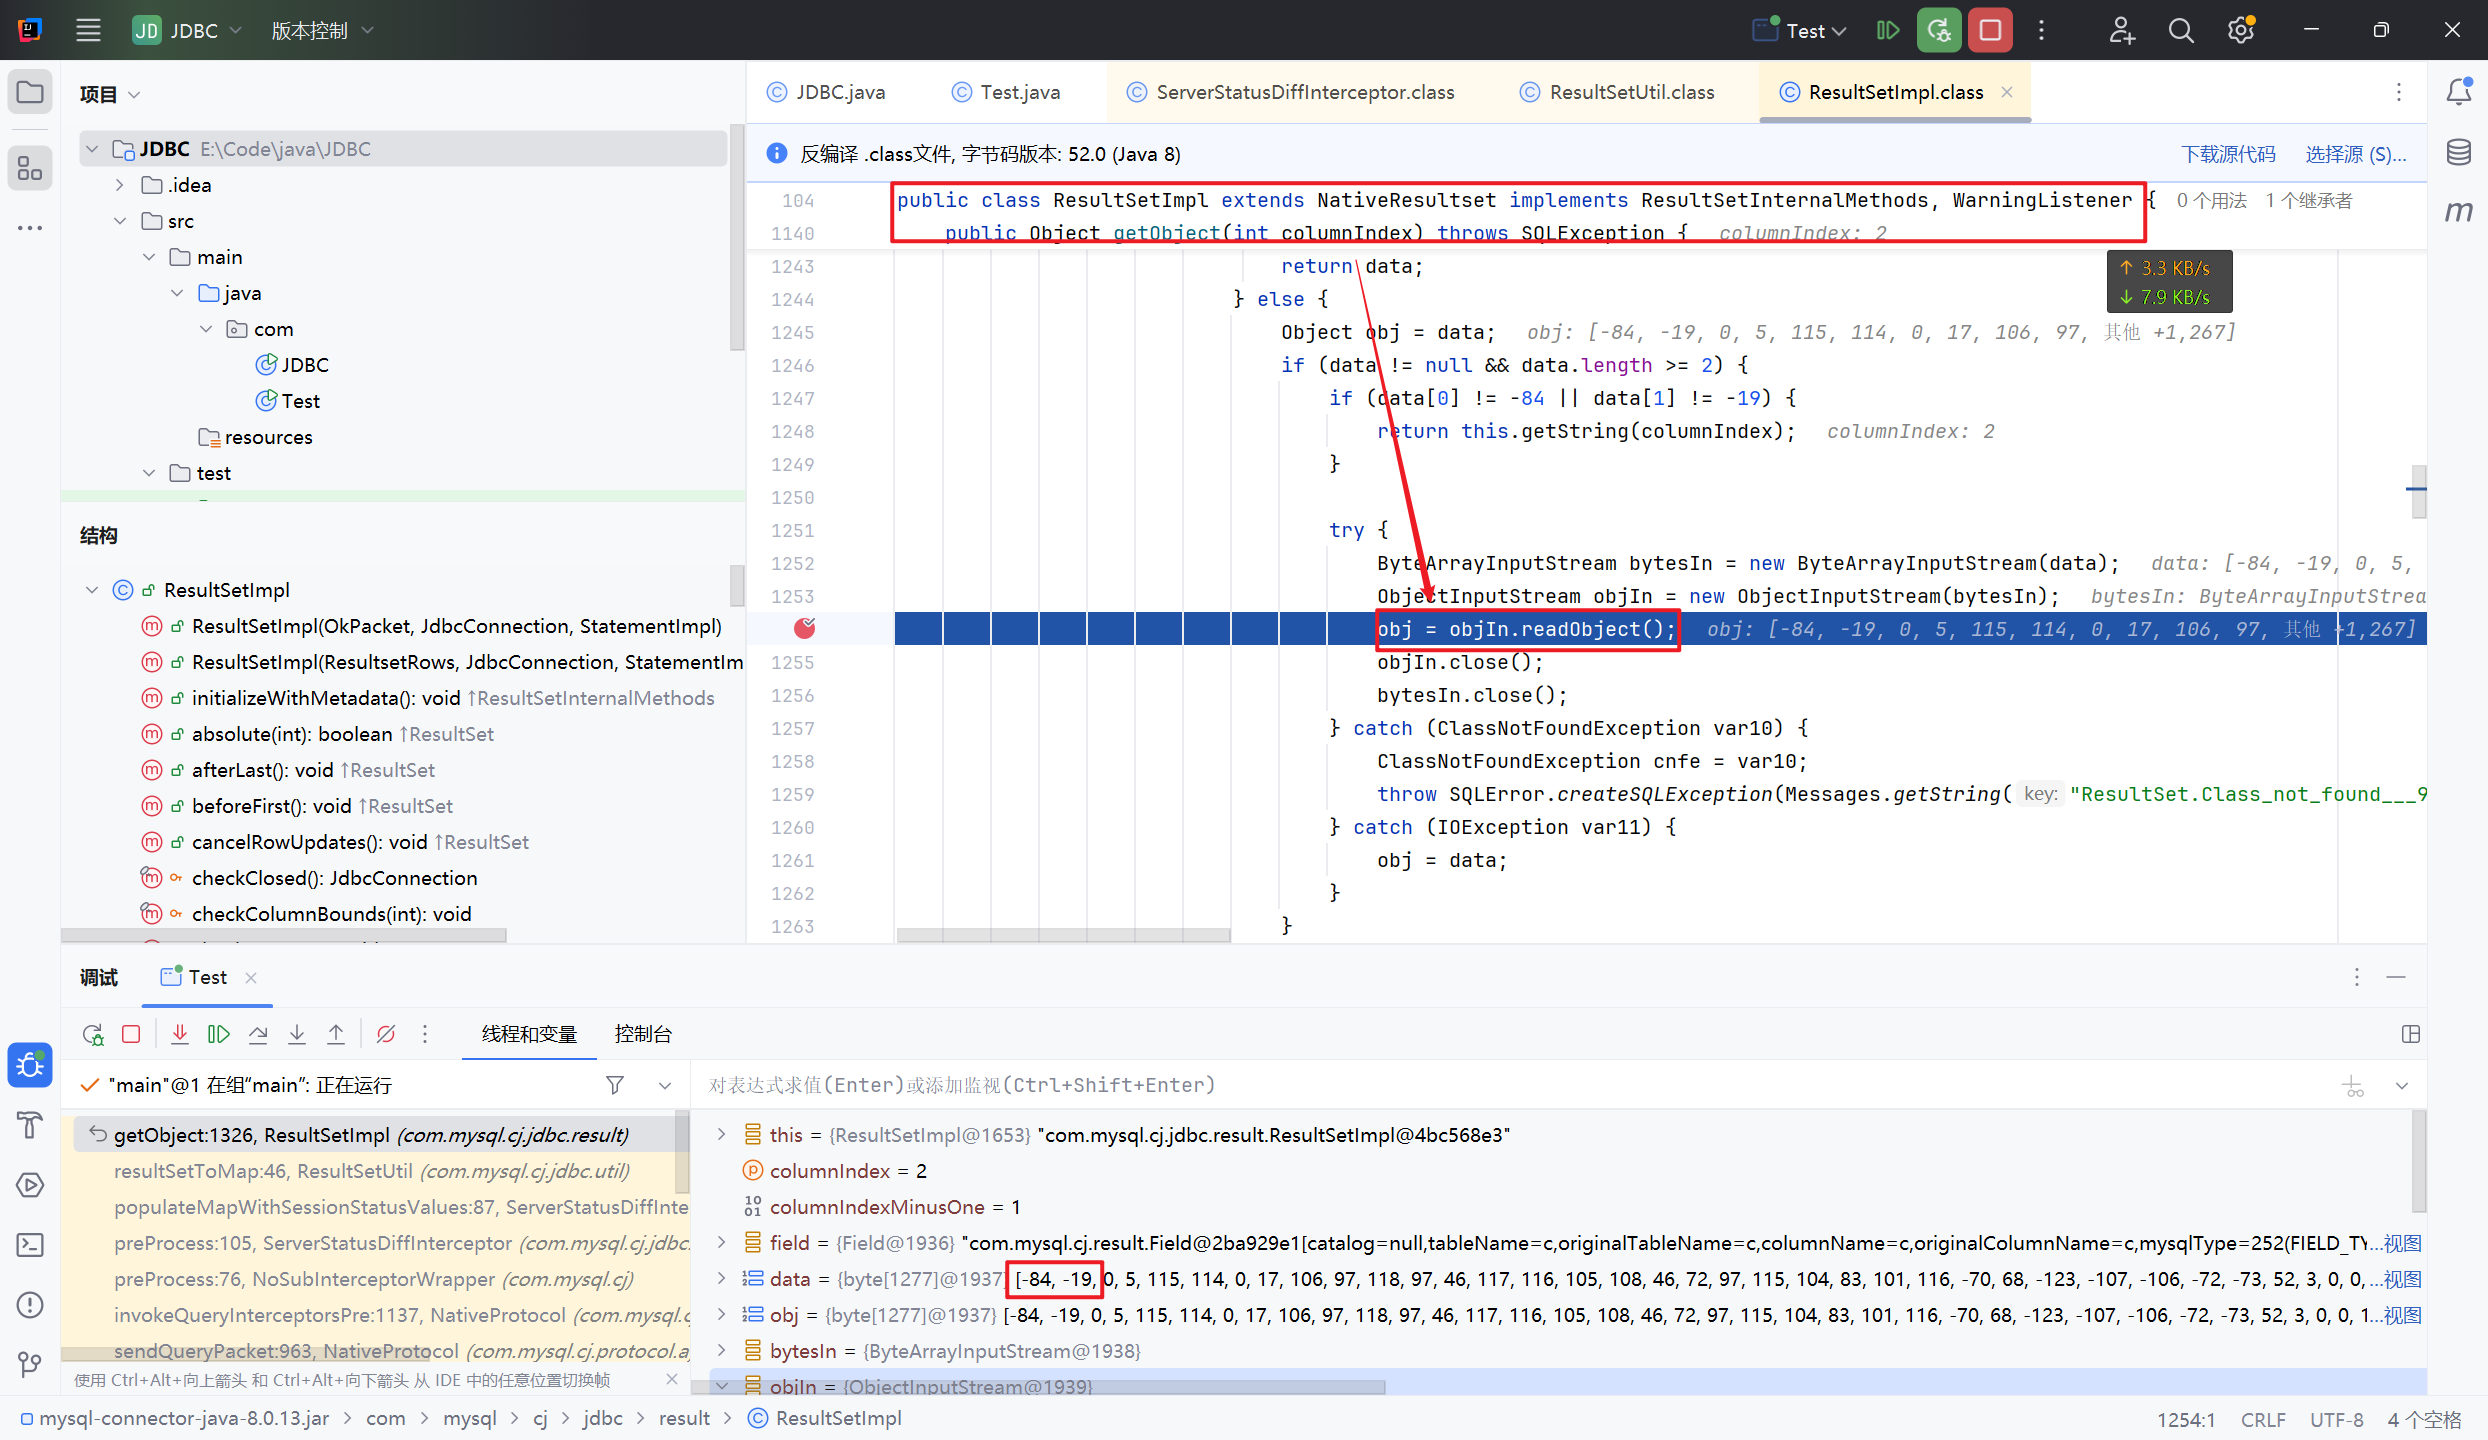 JD JDBC 版本控制 Test
项目
JDBC E:\Code\java\JDBC
.idea
src
main
java
com
JDBC
Test
resources
test
结构
ResultSetImpl
ResultSetImpl(OkPacket, JdbcConnection, StatementImpl)
ResultSetImpl(ResultsetRows, JdbcConnection, StatementIm
initializeWithMetadata(): void ↑ResultSetInternalMethods
absolute(int): boolean ↑ResultSet
afterLast(): void ↑ResultSet
beforeFirst(): void ↑ResultSet
cancelRowUpdates(): void ↑ResultSet
checkClosed(): JdbcConnection
checkColumnBounds(int): void
JDBC.java Test.java ServerStatusDiffInterceptor.class ResultSetUtil.class ResultSetImpl.class
反编译 .class文件, 字节码版本: 52.0 (Java 8) 下载源代码 选择源 (S)...
104 public class ResultSetImpl extends NativeResultset implements ResultSetInternalMethods, WarningListener { 0 个用法 1 个继承者
1140 public Object getObject(int columnIndex) throws SQLException { columnIndex: 2
1243 return data;
1244 } else {
1245 Object obj = data; obj: [-84, -19, 0, 5, 115, 114, 0, 17, 106, 97, 其他 +1,267]
1246 if (data != null && data.length >= 2) {
1247 if (data[0] != -84 || data[1] != -19) {
1248 return this.getString(columnIndex); columnIndex: 2
1249 }
1250
1251 try {
1252 ByteArrayInputStream bytesIn = new ByteArrayInputStream(data); data: [-84, -19, 0, 5,
1253 ObjectInputStream objIn = new ObjectInputStream(bytesIn); bytesIn: ByteArrayInputStrea
obj = objIn.readObject(); obj: [-84, -19, 0, 5, 115, 114, 0, 17, 106, 97, 其他 +1,267]
1255 objIn.close();
1256 bytesIn.close();
1257 } catch (ClassNotFoundException var10) {
1258 ClassNotFoundException cnfe = var10;
1259 throw SQLError.createSQLException(Messages.getString( key: "ResultSet.Class_not_found___9
1260 } catch (IOException var11) {
1261 obj = data;
1262 }
1263 }
↑ 3.3 KB/s
↓ 7.9 KB/s
调试 Test
线程和变量 控制台
"main"@1 在组"main": 正在运行
getObject:1326, ResultSetImpl (com.mysql.cj.jdbc.result)
resultSetToMap:46, ResultSetUtil (com.mysql.cj.jdbc.util)
populateMapWithSessionStatusValues:87, ServerStatusDiffInte
preProcess:105, ServerStatusDiffInterceptor (com.mysql.cj.jdbc.
preProcess:76, NoSubInterceptorWrapper (com.mysql.cj)
invokeQueryInterceptorsPre:1137, NativeProtocol (com.mysql.c
sendQueryPacket:963, NativeProtocol (com.mysql.cj.protocol.a
使用 Ctrl+Alt+向上箭头 和 Ctrl+Alt+向下箭头 从 IDE 中的任意位置切换帧
对表达式求值(Enter)或添加监视(Ctrl+Shift+Enter)
this = {ResultSetImpl@1653} "com.mysql.cj.jdbc.result.ResultSetImpl@4bc568e3"
columnIndex = 2
columnIndexMinusOne = 1
field = {Field@1936} "com.mysql.cj.result.Field@2ba929e1[catalog=null,tableName=c,originalTableName=c,columnName=c,originalColumnName=c,mysqlType=252(FIELD_TY...视图
data = {byte[1277]@1937} [-84, -19, 0, 5, 115, 114, 0, 17, 106, 97, 118, 97, 46, 117, 116, 105, 108, 46, 72, 97, 115, 104, 83, 101, 116, -70, 68, -123, -107, -106, -72, -73, 52, 3, 0, 0,...视图
obj = {byte[1277]@1937} [-84, -19, 0, 5, 115, 114, 0, 17, 106, 97, 118, 97, 46, 117, 116, 105, 108, 46, 72, 97, 115, 104, 83, 101, 116, -70, 68, -123, -107, -106, -72, -73, 52, 3, 0, 0, 1...视图
bytesIn = {ByteArrayInputStream@1938}
objIn = {ObjectInputStream@1939}
mysql-connector-java-8.0.13.jar > com > mysql > cj > jdbc > result > ResultSetImpl 1254:1 CRLF UTF-8 4 个空格